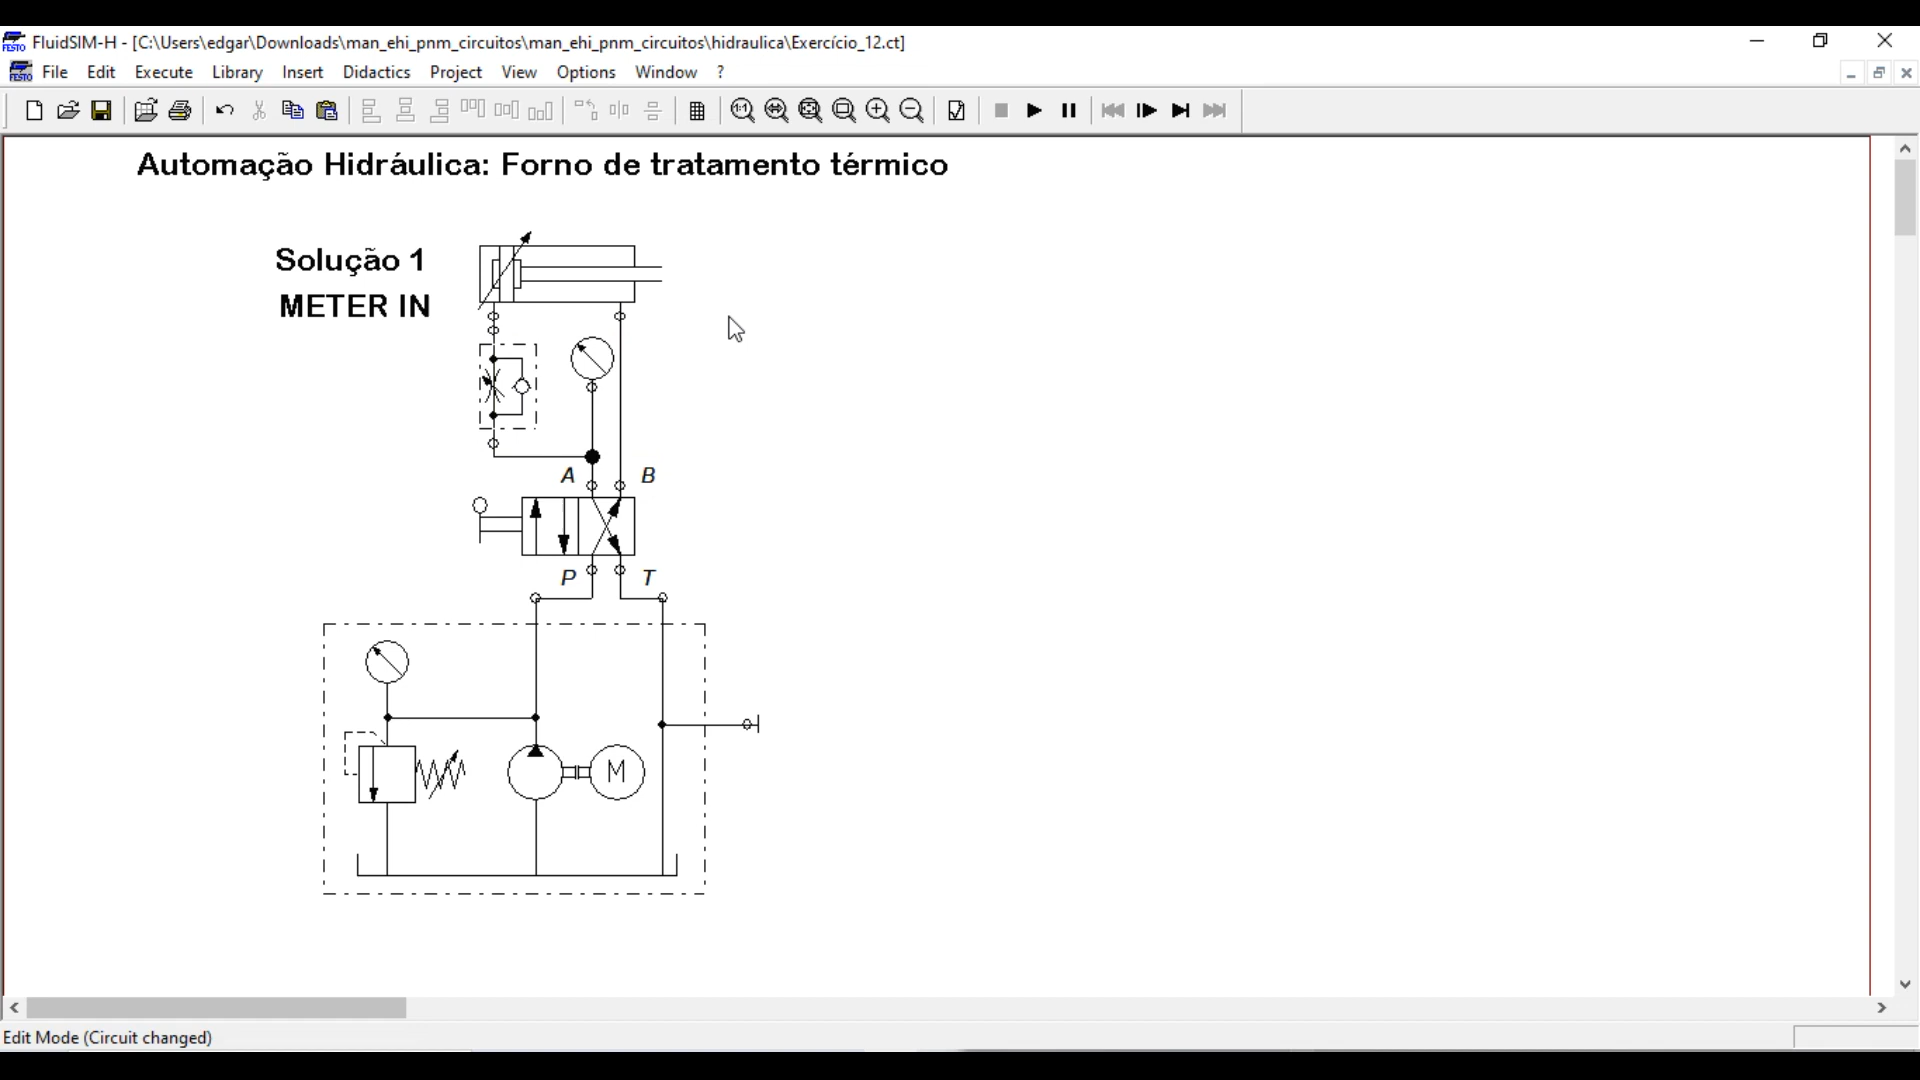 FluidSIM-H - [C:\Users\edgar\Downloads\man_ehi_pnm_circuitos\man_ehi_pnm_circuitos\hidraulica\Exercício_12.ct]
File Edit Execute Library Insert Didactics Project View Options Window ?
Automação Hidráulica: Forno de tratamento térmico
Solução 1
METER IN
A B
P T
M
Edit Mode (Circuit changed)